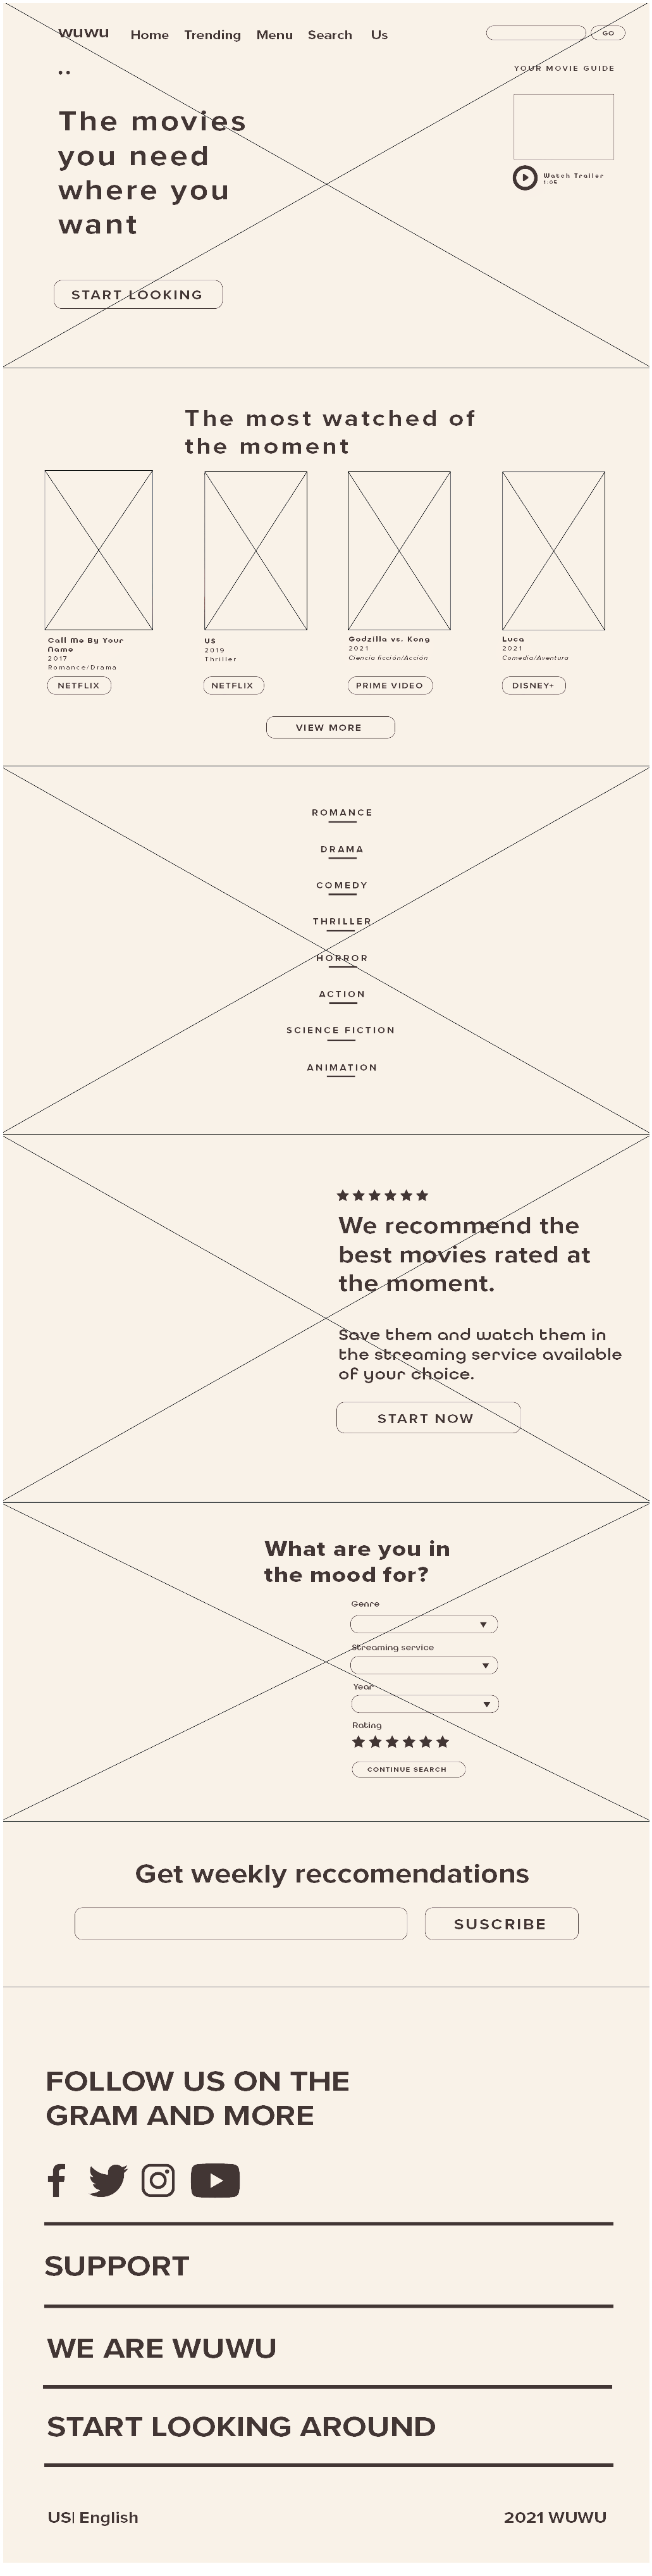 wuwu Home Trending Menu Search Us GO
YOUR MOVIE GUIDE
The movies
you need
where you
want
Watch Trailer
1:05
START LOOKING
The most watched of
the moment
Call Me By Your
Name
2017
Romance/Drama
NETFLIX
US
2019
Thriller
NETFLIX
Godzilla vs. Kong
2021
Ciencia ficción/Acción
PRIME VIDEO
Luca
2021
Comedia/Aventura
DISNEY+
VIEW MORE
ROMANCE
DRAMA
COMEDY
THRILLER
HORROR
ACTION
SCIENCE FICTION
ANIMATION
We recommend the
best movies rated at
the moment.
Save them and watch them in
the streaming service available
of your choice.
START NOW
What are you in
the mood for?
Genre
Streaming service
Year
Rating
CONTINUE SEARCH
Get weekly reccomendations
SUSCRIBE
FOLLOW US ON THE
GRAM AND MORE
SUPPORT
WE ARE WUWU
START LOOKING AROUND
US| English
2021 WUWU